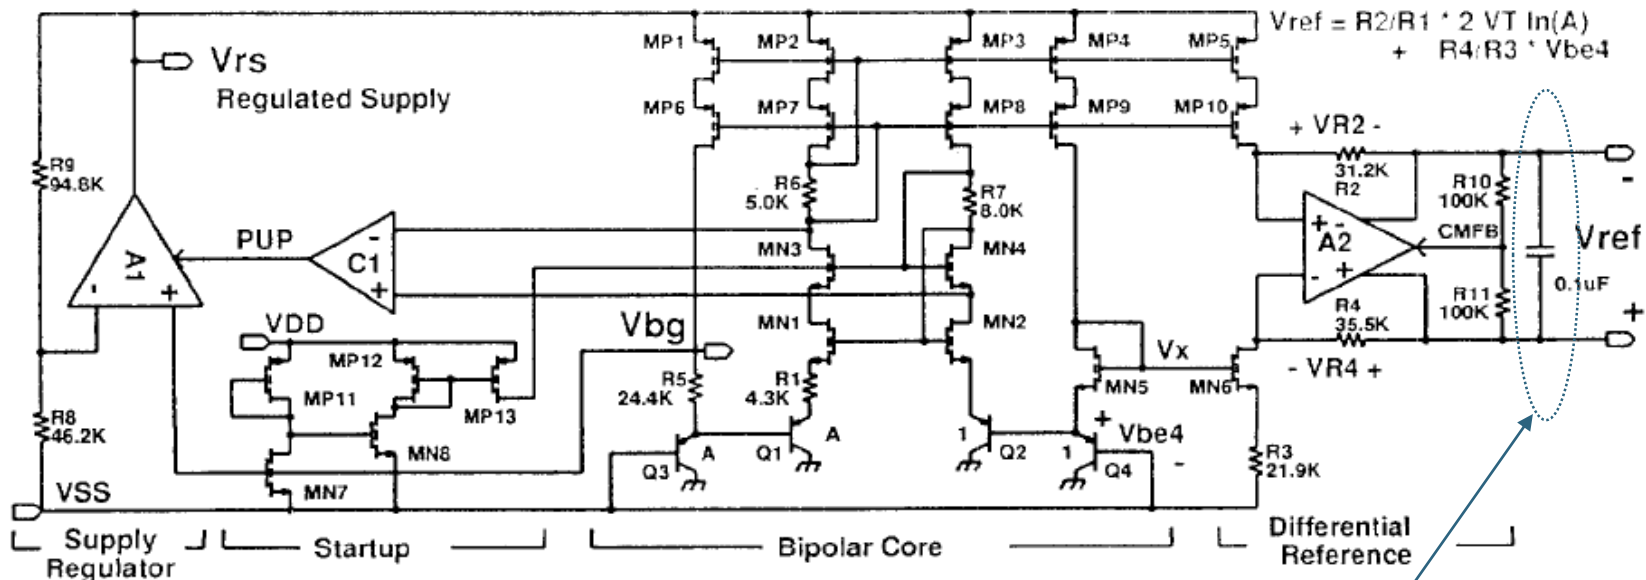 Vref = R2/R1 * 2 VT ln(A)
+ R4/R3 * Vbe4
MP1
MP2
MP3
MP4
MP5
Vrs
Regulated Supply
MP6
MP7
MP8
MP9
MP10
+ VR2 -
31.2K
R2
R9
94.8K
R6
5.0K
R7
8.0K
R10
100K
-
PUP
C1
-
+
MN3
MN4
+ -
A2
- +
CMFB
Vref
A1
- +
0.1uF
R11
100K
+
R4
35.5K
- VR4 +
VDD
Vbg
MN1
MN2
MP12
MP11
MP13
R5
24.4K
R1
4.3K
Vx
MN5
MN6
R8
46.2K
MN8
A
Q3
A
Q1
1
Q2
+
Vbe4
-
1
Q4
R3
21.9K
VSS
MN7
Supply
Regulator
Startup
Bipolar Core
Differential
Reference